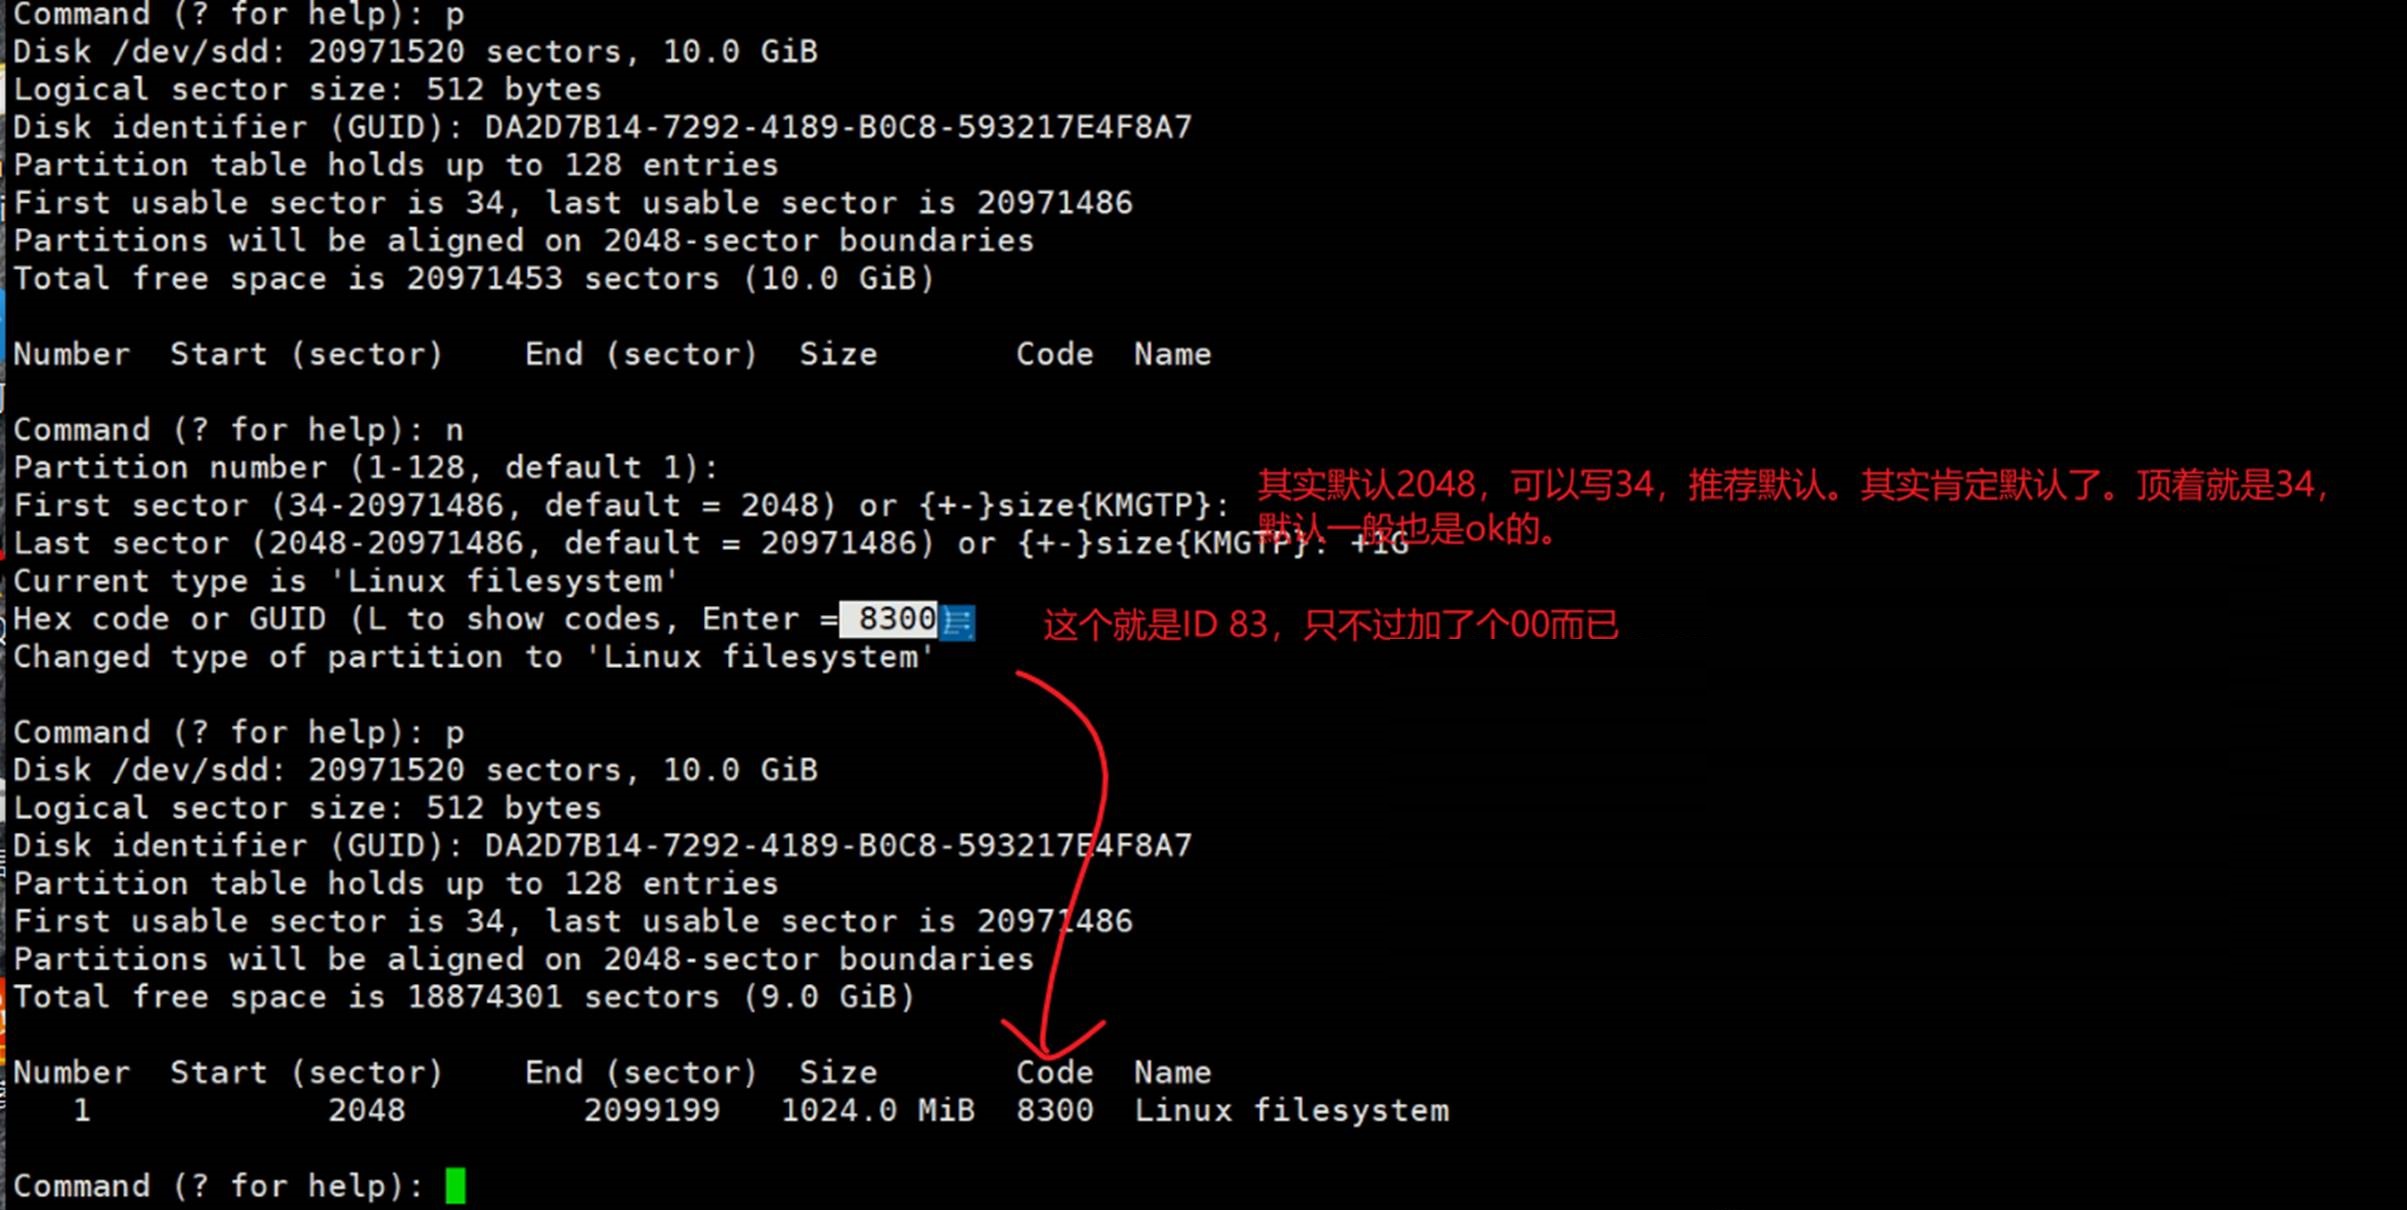 Command (? for help): p
Disk /dev/sdd: 20971520 sectors, 10.0 GiB
Logical sector size: 512 bytes
Disk identifier (GUID): DA2D7B14-7292-4189-B0C8-593217E4F8A7
Partition table holds up to 128 entries
First usable sector is 34, last usable sector is 20971486
Partitions will be aligned on 2048-sector boundaries
Total free space is 20971453 sectors (10.0 GiB)
Number  Start (sector)    End (sector)  Size       Code  Name
Command (? for help): n
Partition number (1-128, default 1):
First sector (34-20971486, default = 2048) or {+-}size{KMGTP}:
其实默认2048，可以写34，推荐默认。其实肯定默认了。顶着就是34，
默认一般也是ok的。
Last sector (2048-20971486, default = 20971486) or {+-}size{KMGTP}: +1G
Current type is 'Linux filesystem'
Hex code or GUID (L to show codes, Enter = 8300
这个就是ID 83，只不过加了个00而已
Changed type of partition to 'Linux filesystem'
Command (? for help): p
Disk /dev/sdd: 20971520 sectors, 10.0 GiB
Logical sector size: 512 bytes
Disk identifier (GUID): DA2D7B14-7292-4189-B0C8-593217E4F8A7
Partition table holds up to 128 entries
First usable sector is 34, last usable sector is 20971486
Partitions will be aligned on 2048-sector boundaries
Total free space is 18874301 sectors (9.0 GiB)
Number  Start (sector)    End (sector)  Size       Code  Name
1            2048         2099199   1024.0 MiB  8300  Linux filesystem
Command (? for help):